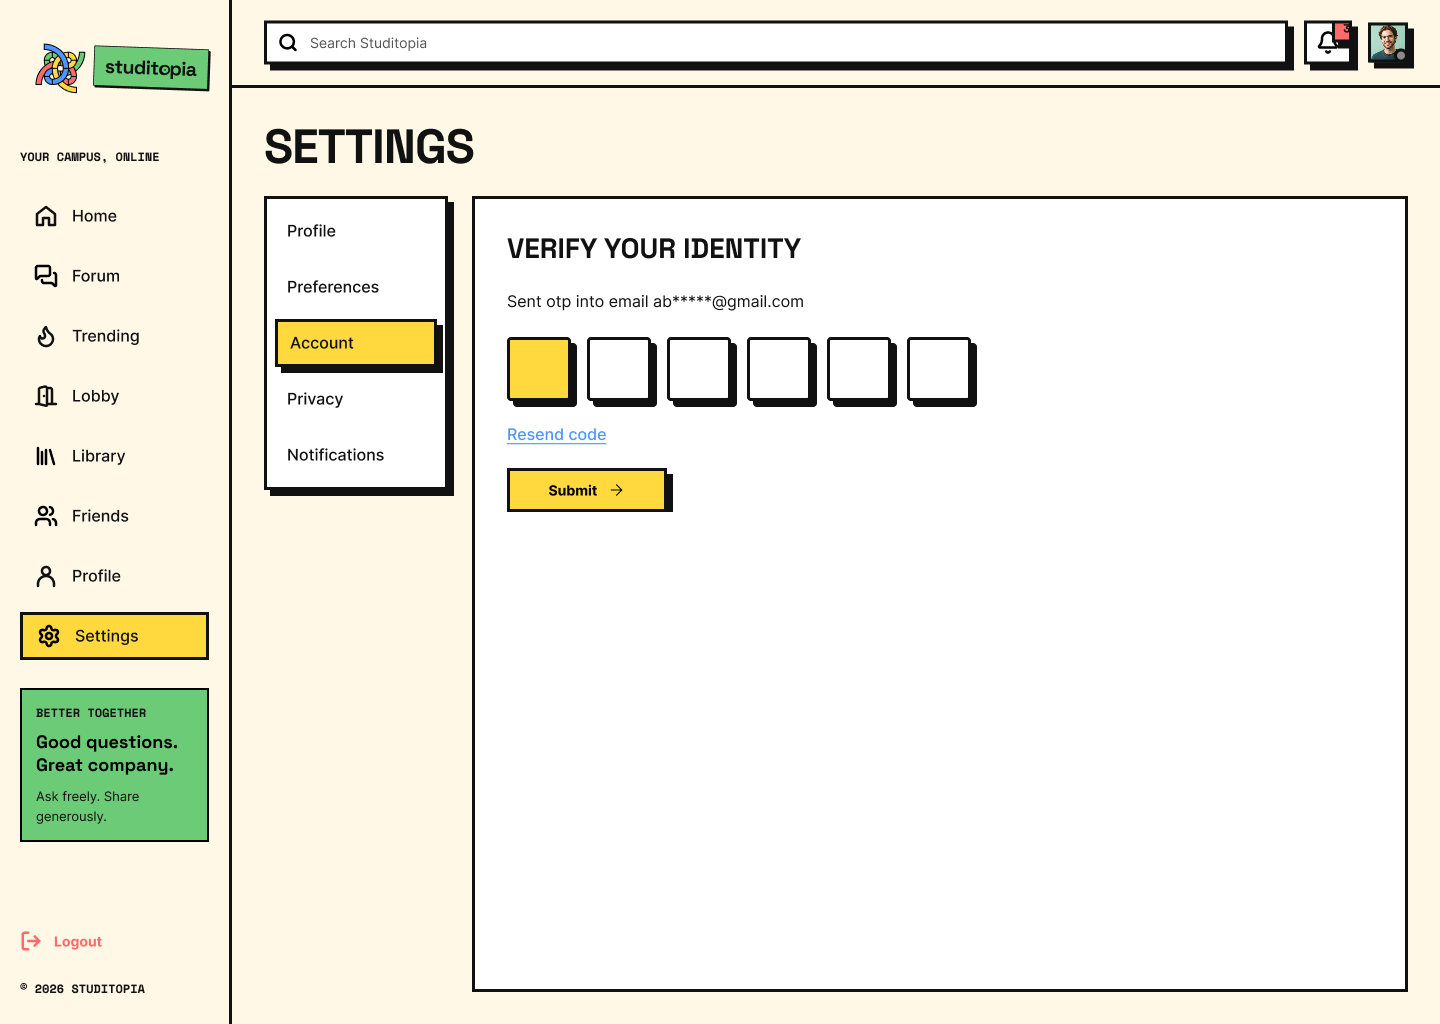 studitopia
YOUR CAMPUS, ONLINE
Home
Forum
Trending
Lobby
Library
Friends
Profile
Settings
BETTER TOGETHER
Good questions.
Great company.
Ask freely. Share
generously.
Logout
© 2026 STUDITOPIA
Search Studitopia
SETTINGS
Profile
Preferences
Account
Privacy
Notifications
VERIFY YOUR IDENTITY
Sent otp into email ab*****@gmail.com
Resend code
Submit